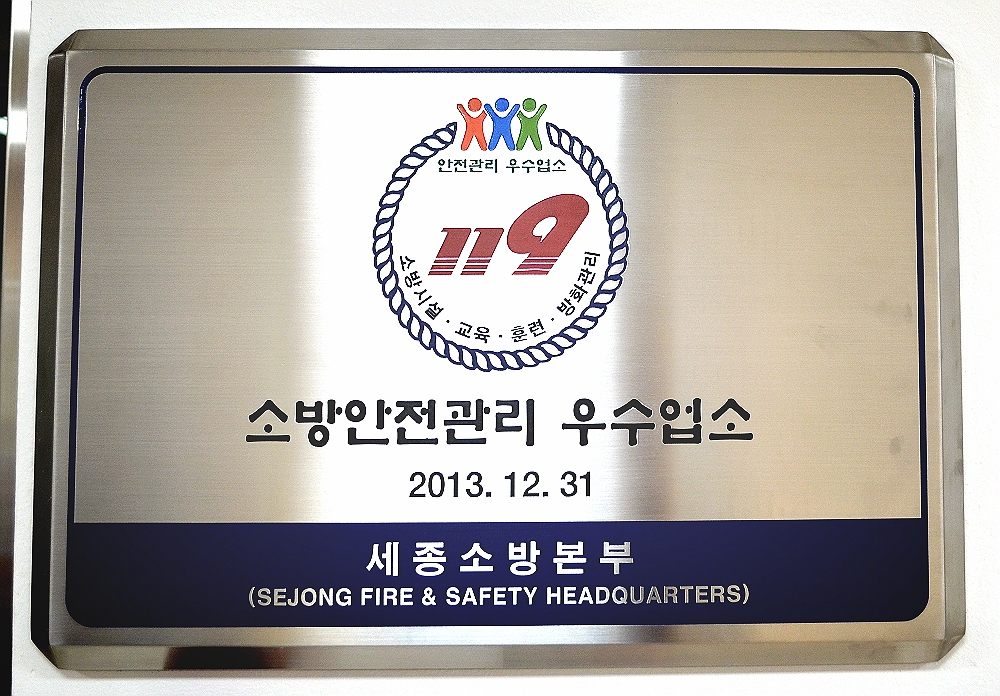 안전관리 우수업소
119
소방시설 · 교육 · 훈련 · 방화관리
소방안전관리 우수업소
2013. 12. 31
세종소방본부
(SEJONG FIRE & SAFETY HEADQUARTERS)